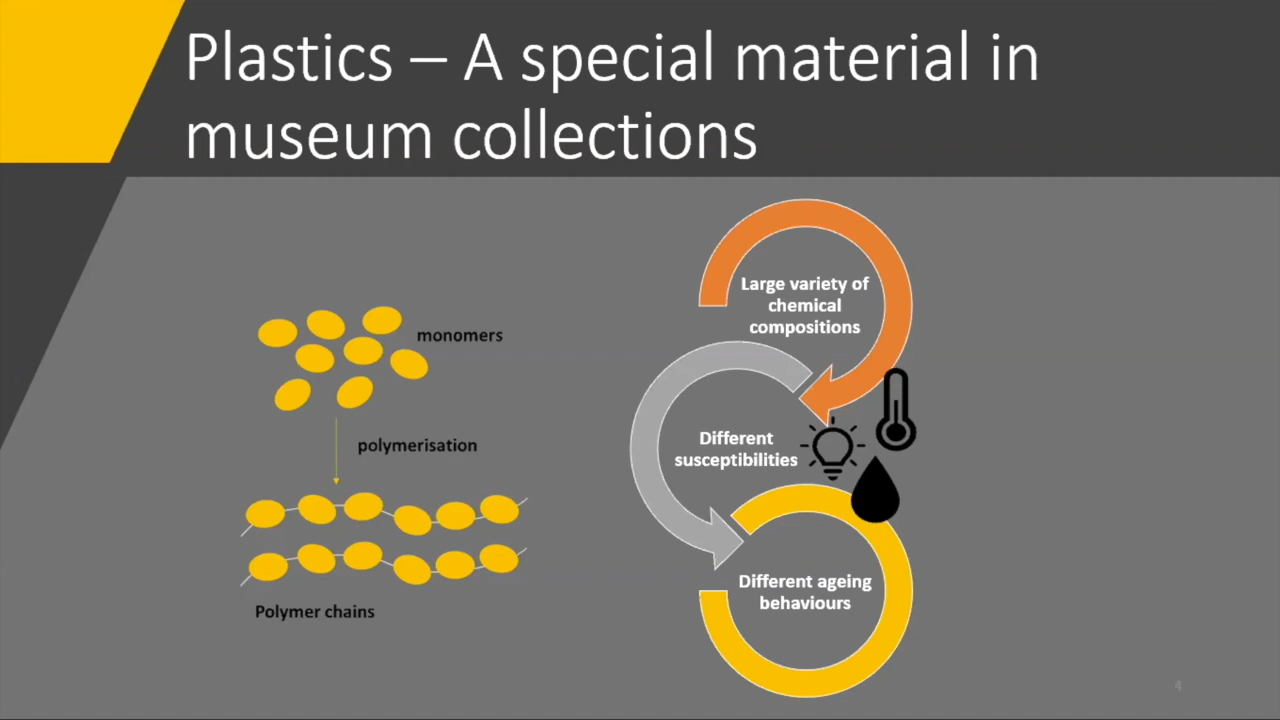 Plastics – A special material in
museum collections
monomers
polymerisation
Polymer chains
Large variety of
chemical
compositions
Different
susceptibilities
Different ageing
behaviours
4